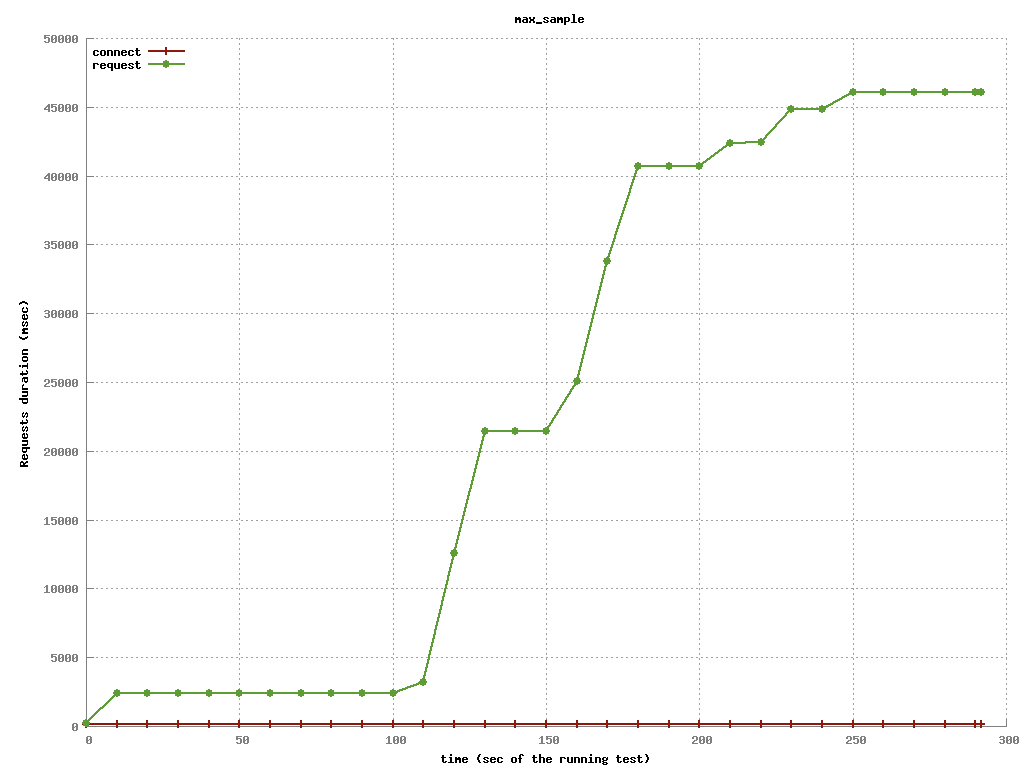 max_sample
connect
request
50000
45000
40000
35000
30000
25000
20000
15000
10000
5000
0
Requests duration (msec)
0 50 100 150 200 250 300
time (sec of the running test)